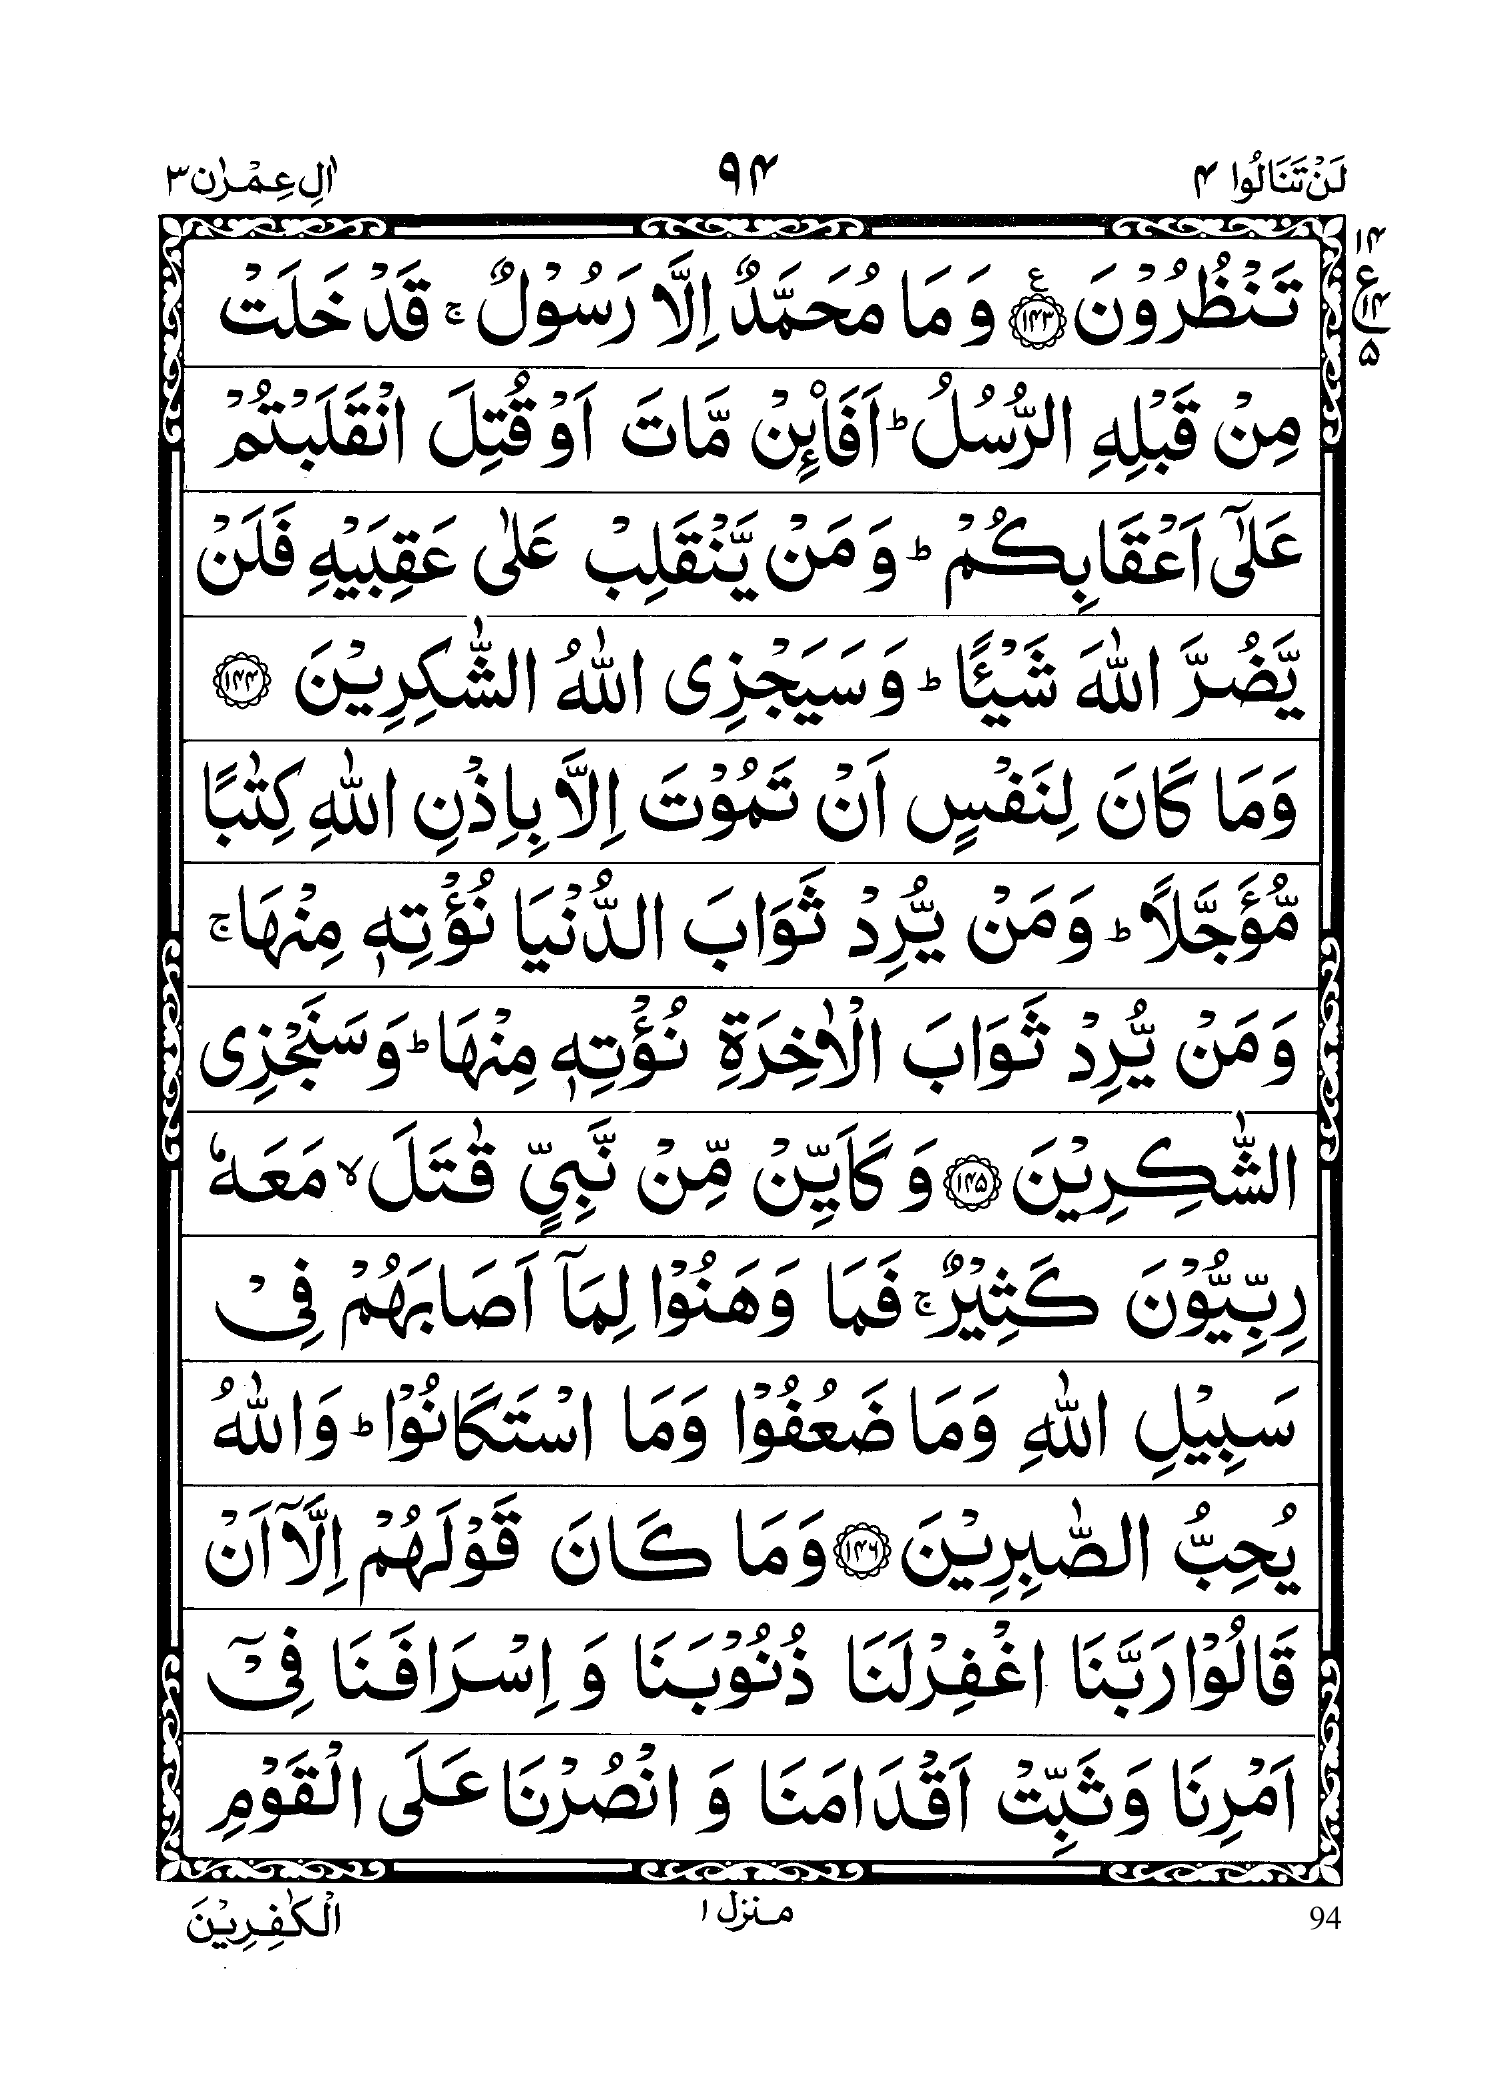 لَنْ تَنَالُوا ۴ ۹۴ اٰلِ عِمْرٰن ۳
۱۴
ع
۱۴
۵
تَنْظُرُوْنَ ﴿۱۴۳﴾ ع وَ مَا مُحَمَّدٌ اِلَّا رَسُوْلٌ ۚ قَدْ خَلَتْ
مِنْ قَبْلِهِ الرُّسُلُ ؕ اَفَا۠ئِنْ مَّاتَ اَوْ قُتِلَ انْقَلَبْتُمْ
عَلٰۤى اَعْقَابِكُمْ ؕ وَ مَنْ يَّنْقَلِبْ عَلٰى عَقِبَيْهِ فَلَنْ
يَّضُرَّ اللّٰهَ شَيْـًٔا ؕ وَ سَيَجْزِى اللّٰهُ الشّٰكِرِيْنَ ﴿۱۴۴﴾
وَمَا كَانَ لِنَفْسٍ اَنْ تَمُوْتَ اِلَّا بِاِذْنِ اللّٰهِ كِتٰبًا
مُّؤَجَّلًا ؕ وَ مَنْ يُّرِدْ ثَوَابَ الدُّنْيَا نُؤْتِهٖ مِنْهَا ۚ
وَ مَنْ يُّرِدْ ثَوَابَ الْاٰخِرَةِ نُؤْتِهٖ مِنْهَا ؕ وَ سَنَجْزِى
الشّٰكِرِيْنَ ﴿۱۴۵﴾ وَ كَاَيِّنْ مِّنْ نَّبِيٍّ قٰتَلَ ۙ مَعَهٗ
رِبِّيُّوْنَ كَثِيْرٌ ۚ فَمَا وَهَنُوْا لِمَاۤ اَصَابَهُمْ فِىْ
سَبِيْلِ اللّٰهِ وَمَا ضَعُفُوْا وَمَا اسْتَكَانُوْا ؕ وَاللّٰهُ
يُحِبُّ الصّٰبِرِيْنَ ﴿۱۴۶﴾ وَ مَا كَانَ قَوْلَهُمْ اِلَّاۤ اَنْ
قَالُوْا رَبَّنَا اغْفِرْ لَنَا ذُنُوْبَنَا وَ اِسْرَافَنَا فِىْۤ
اَمْرِنَا وَ ثَبِّتْ اَقْدَامَنَا وَ انْصُرْنَا عَلَى الْقَوْمِ
94 منزل ۱ الْكٰفِرِيْنَ